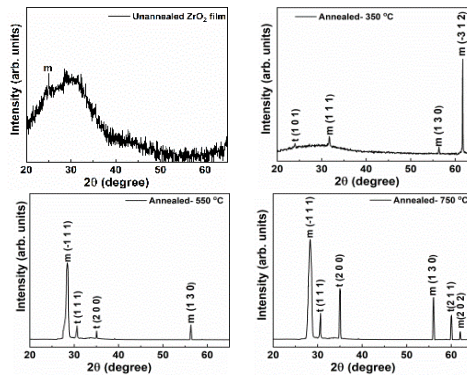 Unannealed ZrO₂ film
m
Intensity (arb. units)
20 30 40 50 60
2θ (degree)
Annealed- 350 °C
t (1 0 1)
m (1 1 1)
m (1 3 0)
m (-3 1 2)
Intensity (arb. units)
20 30 40 50 60
2θ (degree)
Annealed- 550 °C
m (-1 1 1)
t (1 1 1)
t (2 0 0)
m (1 3 0)
Intensity (arb. units)
20 30 40 50 60
2θ (degree)
Annealed- 750 °C
m (-1 1 1)
t (1 1 1)
t (2 0 0)
m (1 3 0)
t(2 1 1)
m (2 0 2)
Intensity (arb. units)
20 30 40 50 60
2θ (degree)